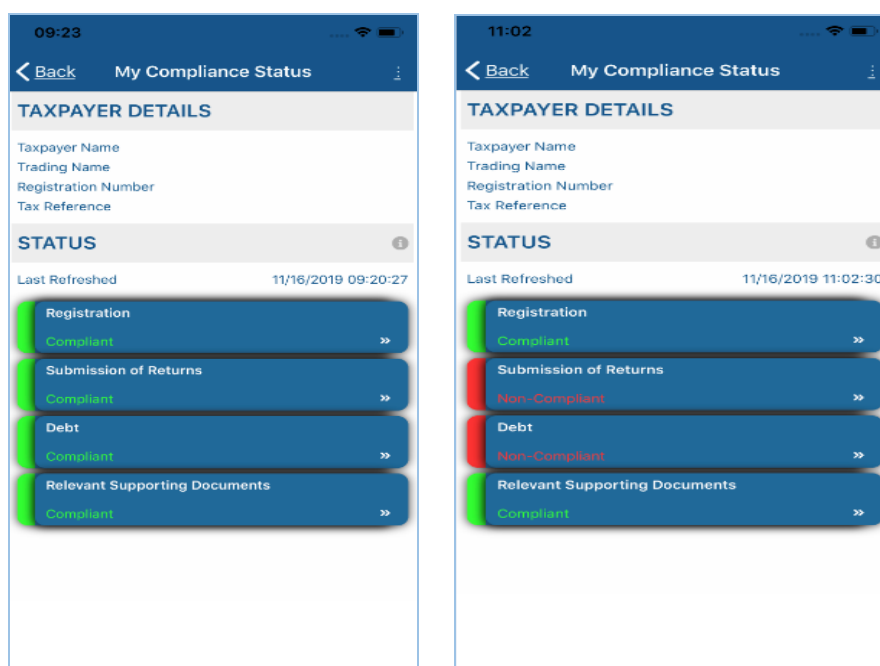 09:23
Back My Compliance Status
TAXPAYER DETAILS
Taxpayer Name
Trading Name
Registration Number
Tax Reference
STATUS
Last Refreshed 11/16/2019 09:20:27
Registration
Compliant »
Submission of Returns
Compliant »
Debt
Compliant »
Relevant Supporting Documents
Compliant »
11:02
Back My Compliance Status
TAXPAYER DETAILS
Taxpayer Name
Trading Name
Registration Number
Tax Reference
STATUS
Last Refreshed 11/16/2019 11:02:30
Registration
Compliant »
Submission of Returns
Non-Compliant »
Debt
Non-Compliant »
Relevant Supporting Documents
Compliant »